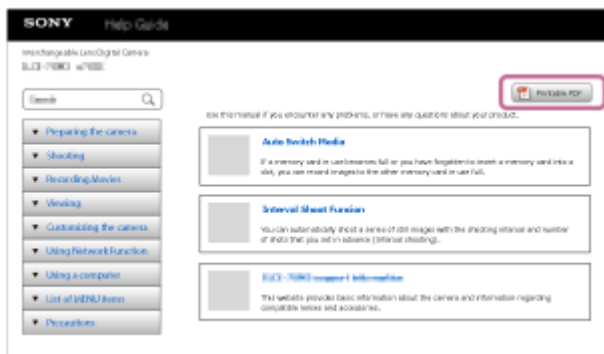 SONY Help Guide
Interchangeable Lens Digital Camera
Search
Printable PDF
Use this manual if you encounter any problems, or have any questions about your product.
Preparing the camera
Shooting
Recording Movies
Viewing
Customizing the camera
Using Network Function
Using a computer
List of MENU items
Precautions
Auto Switch Media
If a memory card in use becomes full or you have forgotten to insert a memory card into a
slot, you can record images to the other memory card in use full.
Interval Shoot Funsion
You can automatically shoot a series of still images with the shooting interval and number
of shots that you set in advance (Interval shooting).
support information
This website provides basic information about the camera and information regarding
compatible lenses and accessories.